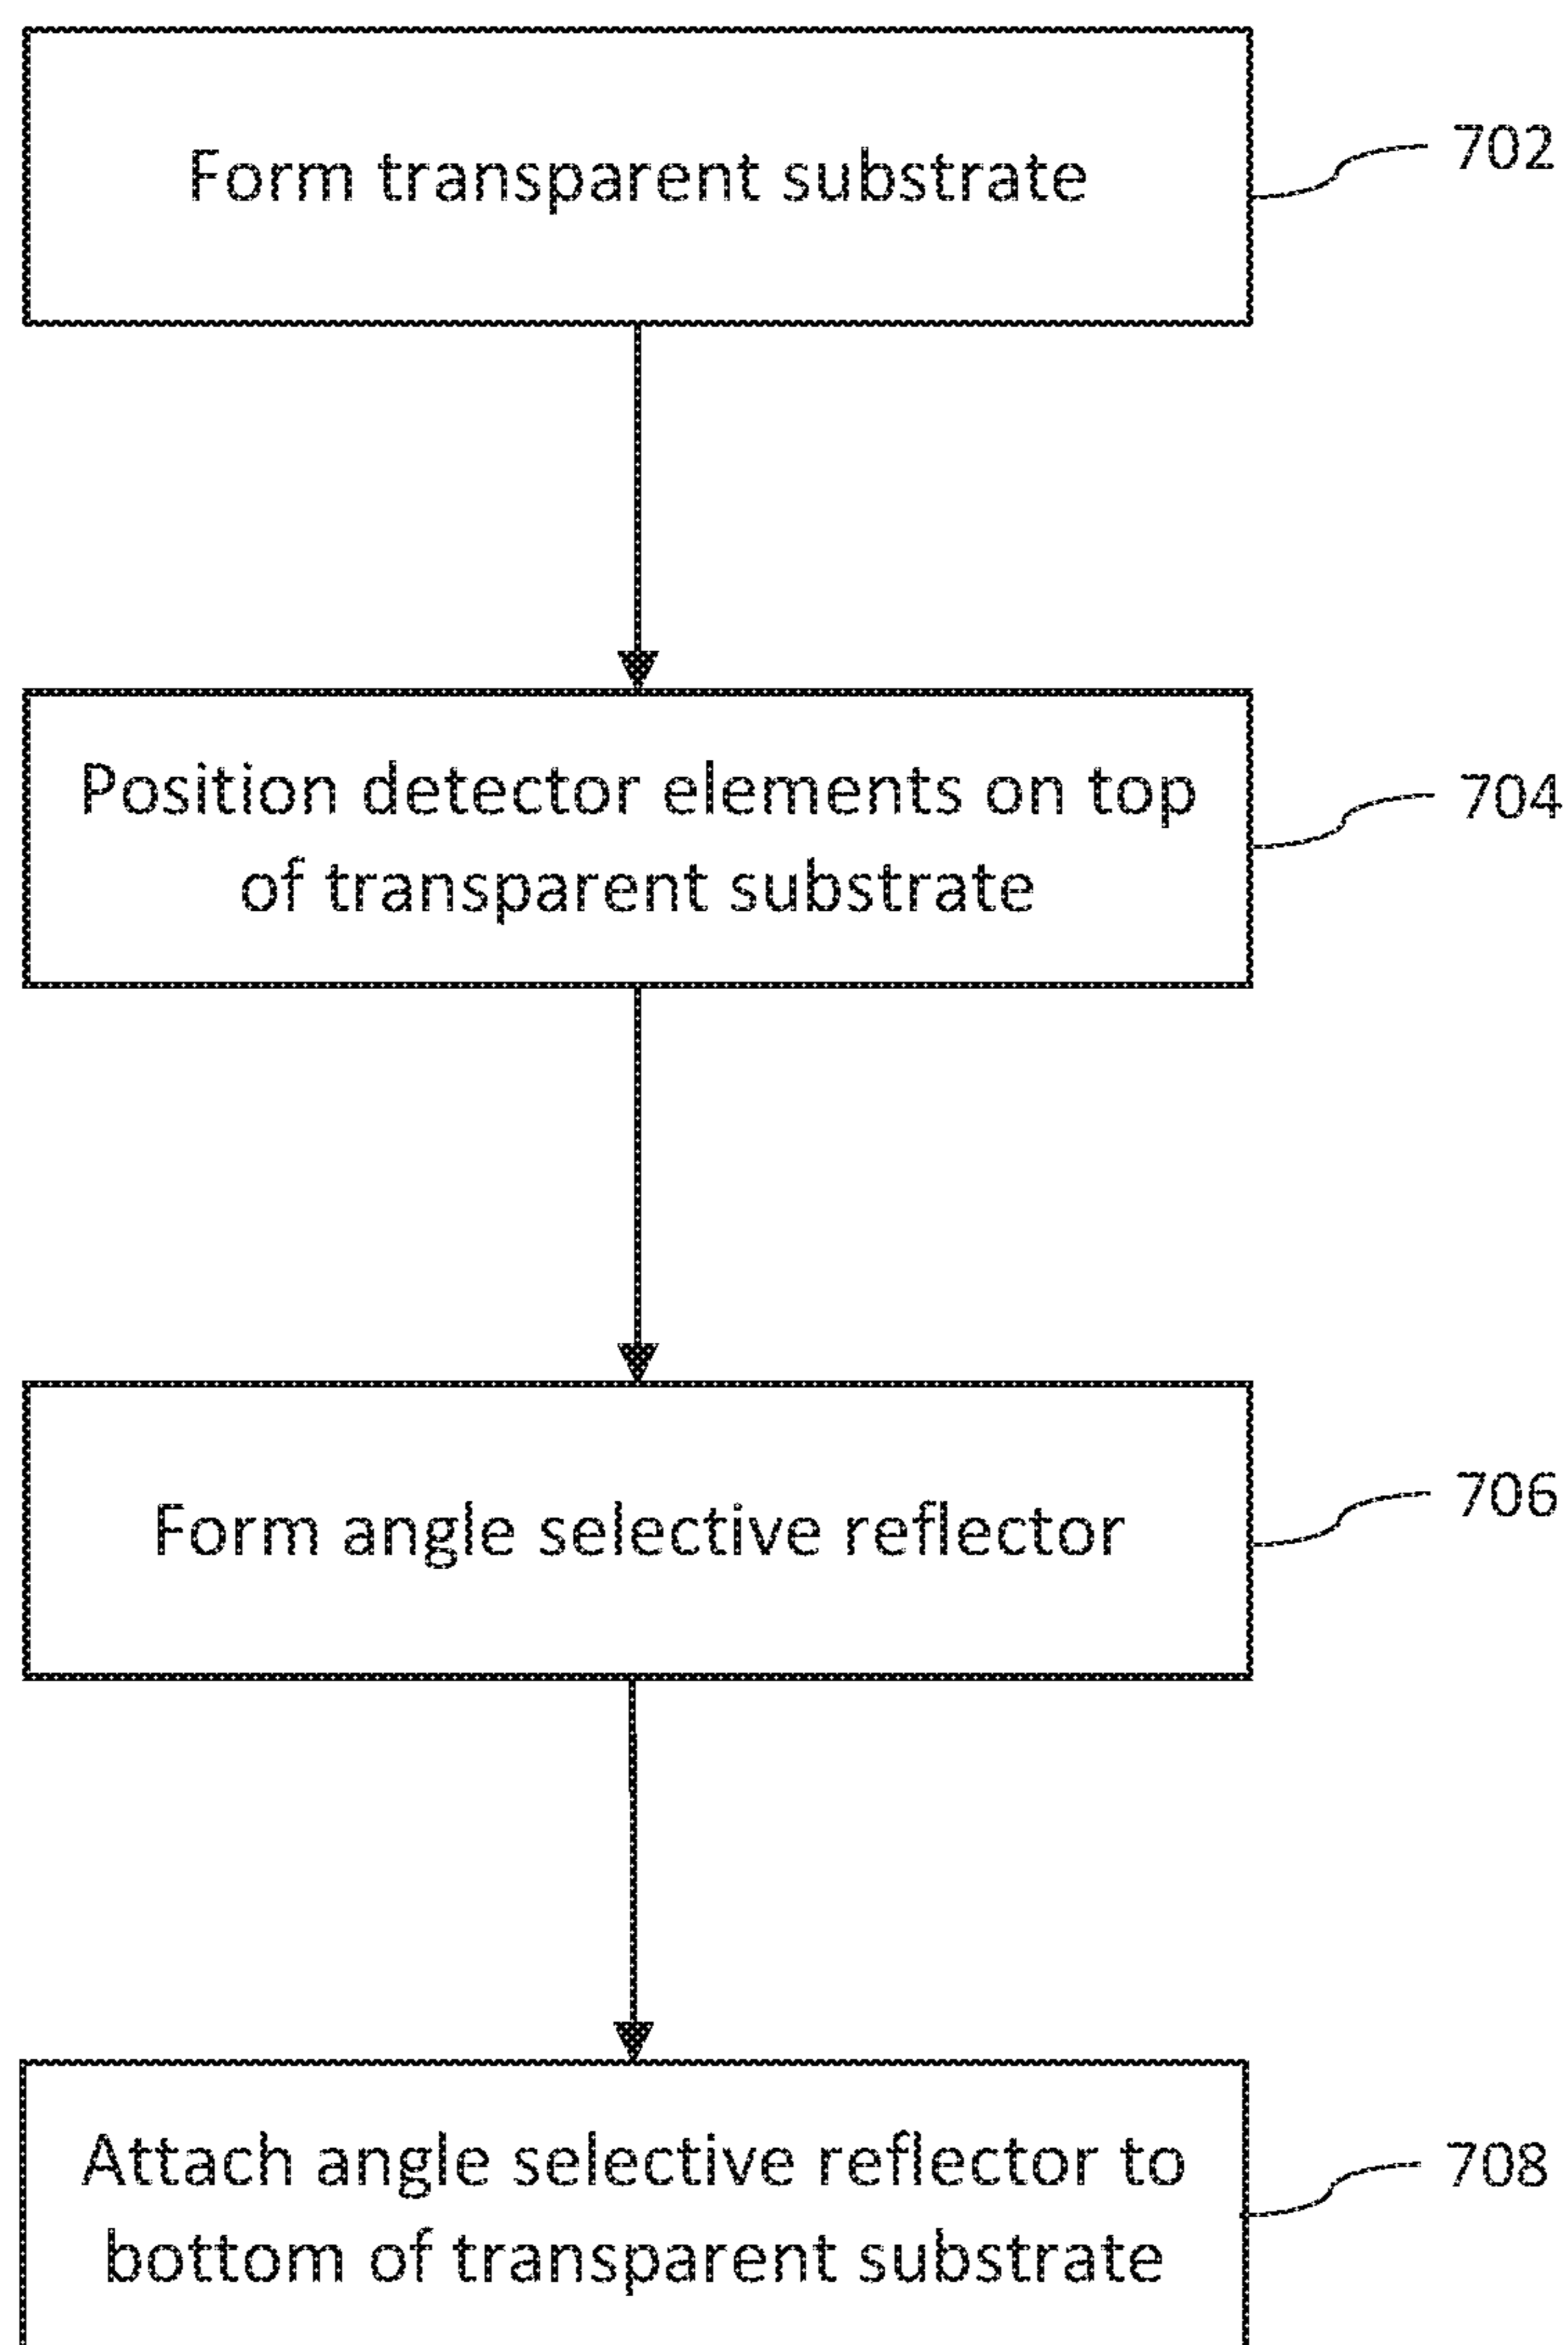 Form transparent substrate
702
Position detector elements on top
of transparent substrate
704
Form angle selective reflector
706
Attach angle selective reflector to
bottom of transparent substrate
708